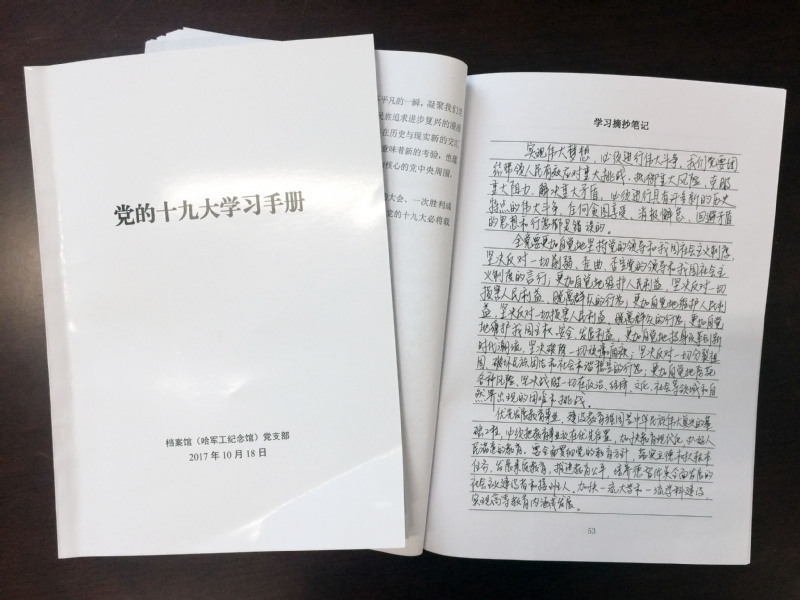 党的十九大学习手册
档案馆（哈军工纪念馆）党支部
2017 年 10 月 18 日
平凡的一瞬，凝聚我们
民族追求进步复兴的漫漫
在历史与现实新的交汇
意味着新的考验，也蕴
核心的党中央周围，
的大会、一次胜利
党的十九大必将载
学习摘抄笔记
实现伟大梦想，必须进行伟大斗争，我们党要团
结带领人民有效应对重大挑战、抵御重大风险、克服
重大阻力、解决重大矛盾，必须进行具有许多新的历史
特点的伟大斗争，任何贪图享受、消极懈怠、回避矛盾
的思想和行为都是错误的。
全党要更加自觉地坚持党的领导和我国社会主义制度，
坚决反对一切削弱、歪曲、否定党的领导和我国社会主
义制度的言行；更加自觉地维护人民利益，坚决反对一切
损害人民利益、脱离群众的行为；更加自觉地维护人民利
益，坚决反对一切损害人民利益、脱离群众的行为，更加自觉
地维护我国主权、安全、发展利益，更加自觉地投身改革创新
时代潮流，坚决破除一切顽瘴痼疾；坚决反对一切分裂祖
国、破坏民族团结和社会和谐稳定的行为；更加自觉地防范
各种风险，坚决战胜一切在政治、经济、文化、社会等领域和自
然界出现的困难和挑战。
优先发展教育事业，建设教育强国是中华民族伟大复兴的基
础工程，必须把教育事业放在优先位置，加快教育现代化，办好人
民满意的教育。要全面贯彻党的教育方针，落实立德树人根本
任务，发展素质教育，推进教育公平，培养德智体美全面发展的
社会主义建设者和接班人。加快一流大学和一流学科建设，
实现高等教育内涵式发展。
53